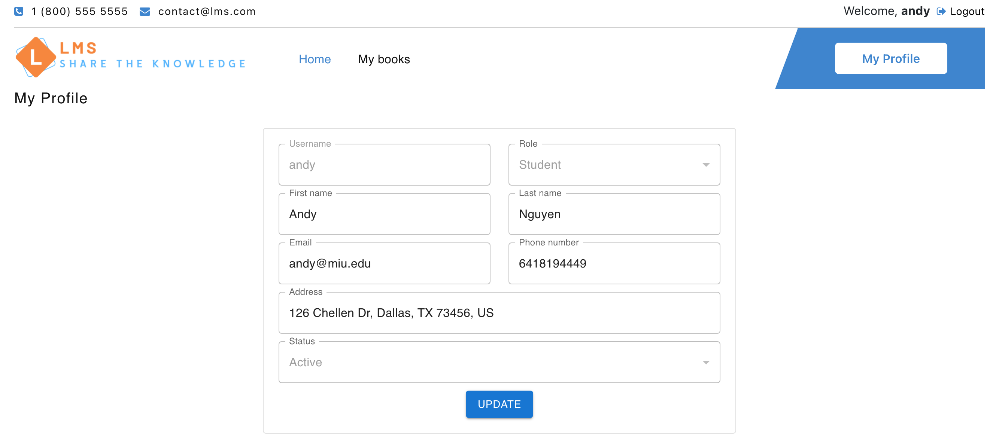 1 (800) 555 5555 contact@lms.com Welcome, andy Logout
L LMS
SHARE THE KNOWLEDGE
Home My books My Profile
My Profile
Username Role
andy Student
First name Last name
Andy Nguyen
Email Phone number
andy@miu.edu 6418194449
Address
126 Chellen Dr, Dallas, TX 73456, US
Status
Active
UPDATE